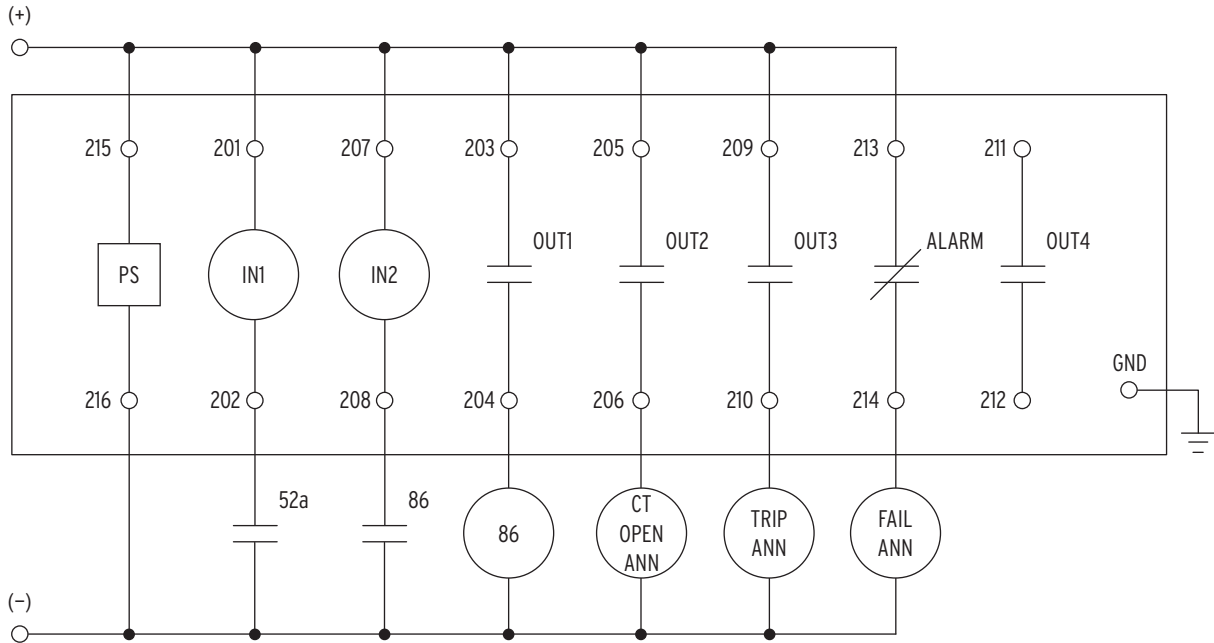 (+)
215
201
207
203
205
209
213
211
PS
IN1
IN2
OUT1
OUT2
OUT3
ALARM
OUT4
GND
216
202
208
204
206
210
214
212
52a
86
86
CT
OPEN
ANN
TRIP
ANN
FAIL
ANN
(−)